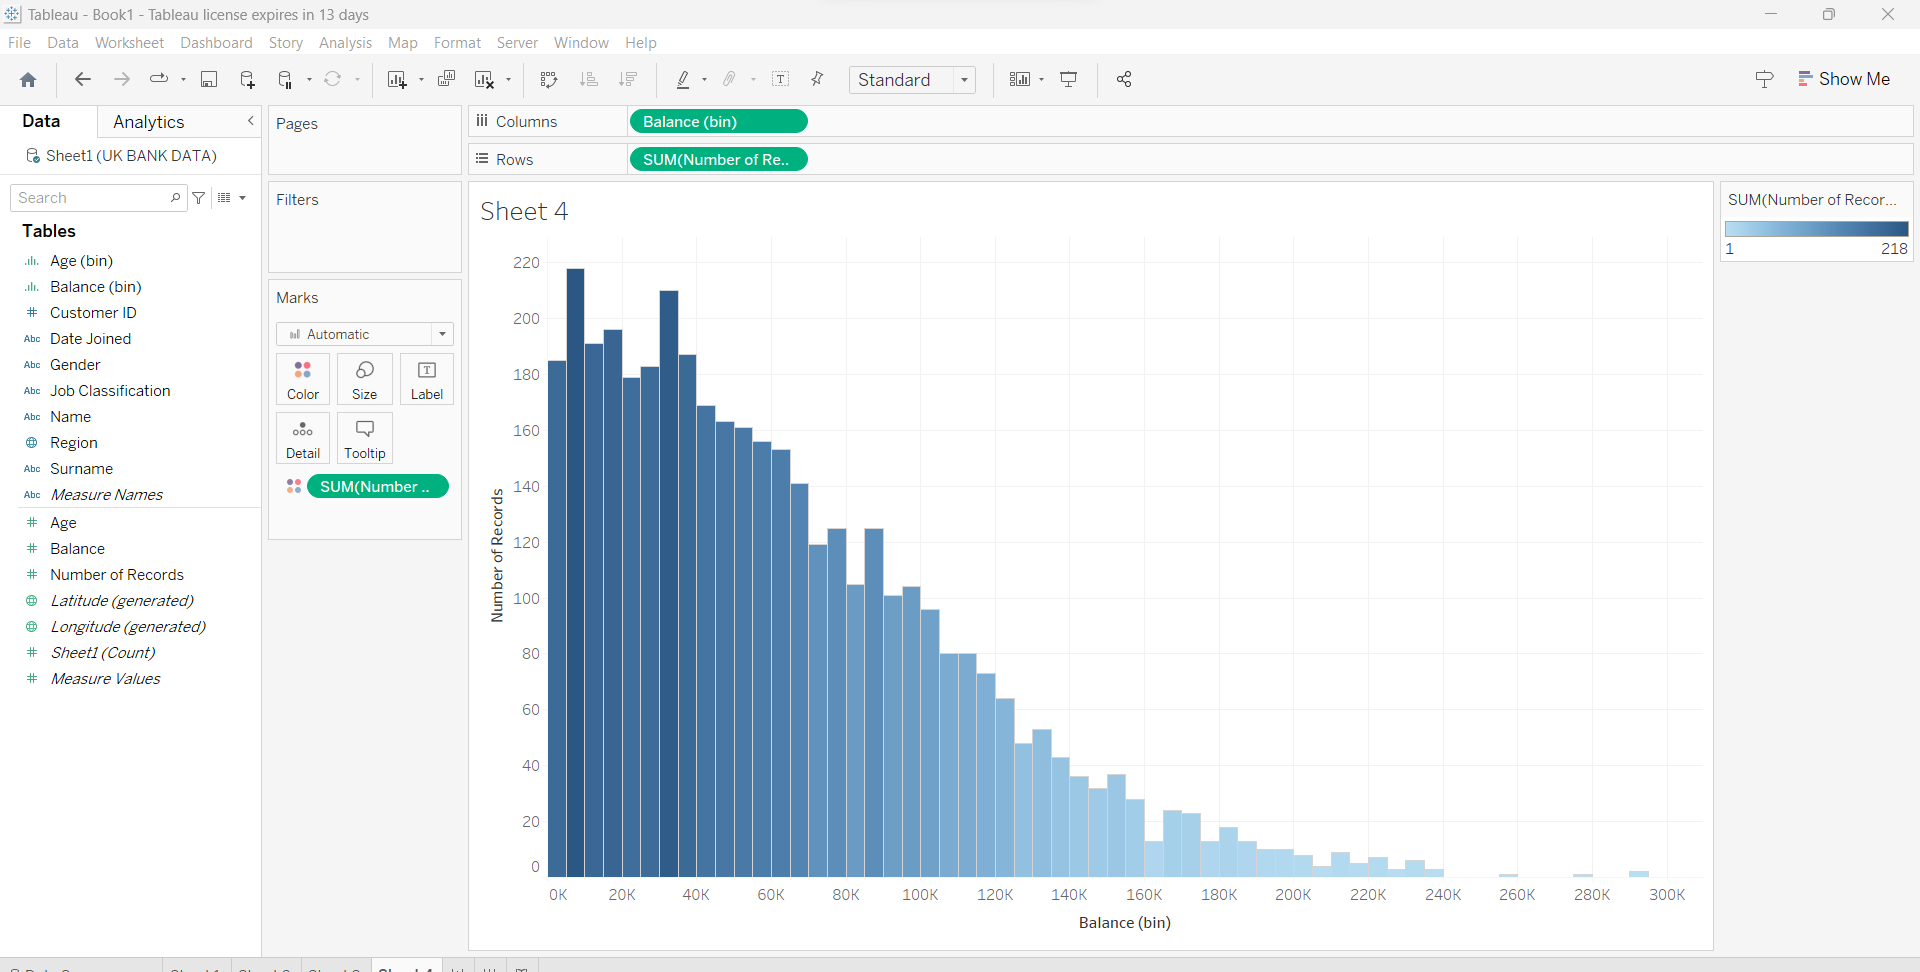 Tableau - Book1 - Tableau license expires in 13 days
File Data Worksheet Dashboard Story Analysis Map Format Server Window Help
Standard
Show Me
Data Analytics
Sheet1 (UK BANK DATA)
Search
Tables
Age (bin)
Balance (bin)
Customer ID
Abc Date Joined
Abc Gender
Abc Job Classification
Abc Name
Region
Abc Surname
Abc Measure Names
Age
Balance
Number of Records
Latitude (generated)
Longitude (generated)
Sheet1 (Count)
Measure Values
Pages
Filters
Marks
Automatic
Color Size Label
Detail Tooltip
SUM(Number ..
Columns Balance (bin)
Rows SUM(Number of Re..
Sheet 4
220
200
180
160
140
120
100
80
60
40
20
0
Number of Records
0K 20K 40K 60K 80K 100K 120K 140K 160K 180K 200K 220K 240K 260K 280K 300K
Balance (bin)
SUM(Number of Recor...
1 218